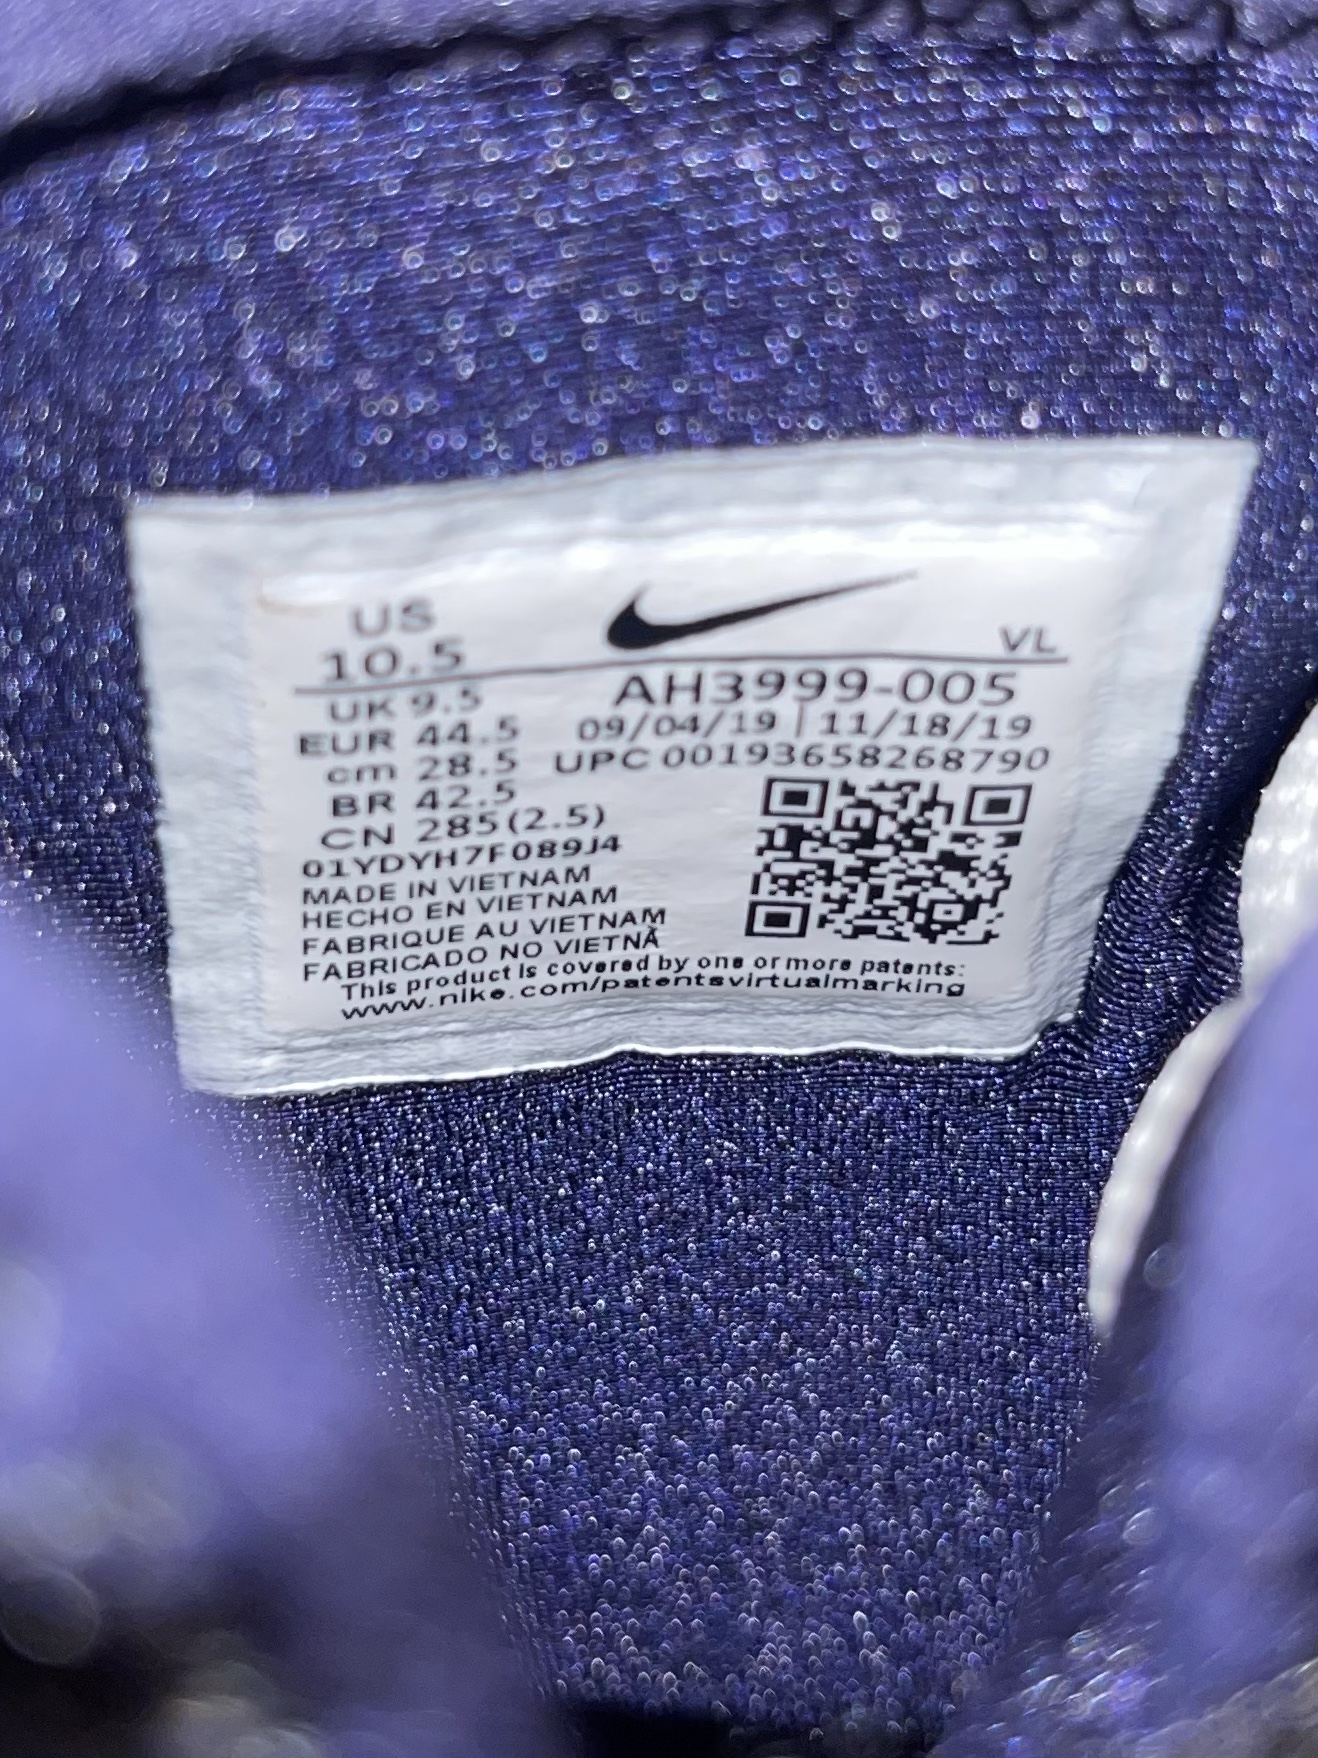 US
10.5
VL
UK 9.5
AH3999-005
EUR 44.5
09/04/19 | 11/18/19
cm 28.5
UPC 00193658268790
BR 42.5
CN 285(2.5)
01YDYH7F089J4
MADE IN VIETNAM
HECHO EN VIETNAM
FABRIQUE AU VIETNAM
FABRICADO NO VIETNÃ
This product is covered by one or more patents:
www.nike.com/patentsvirtualmarking